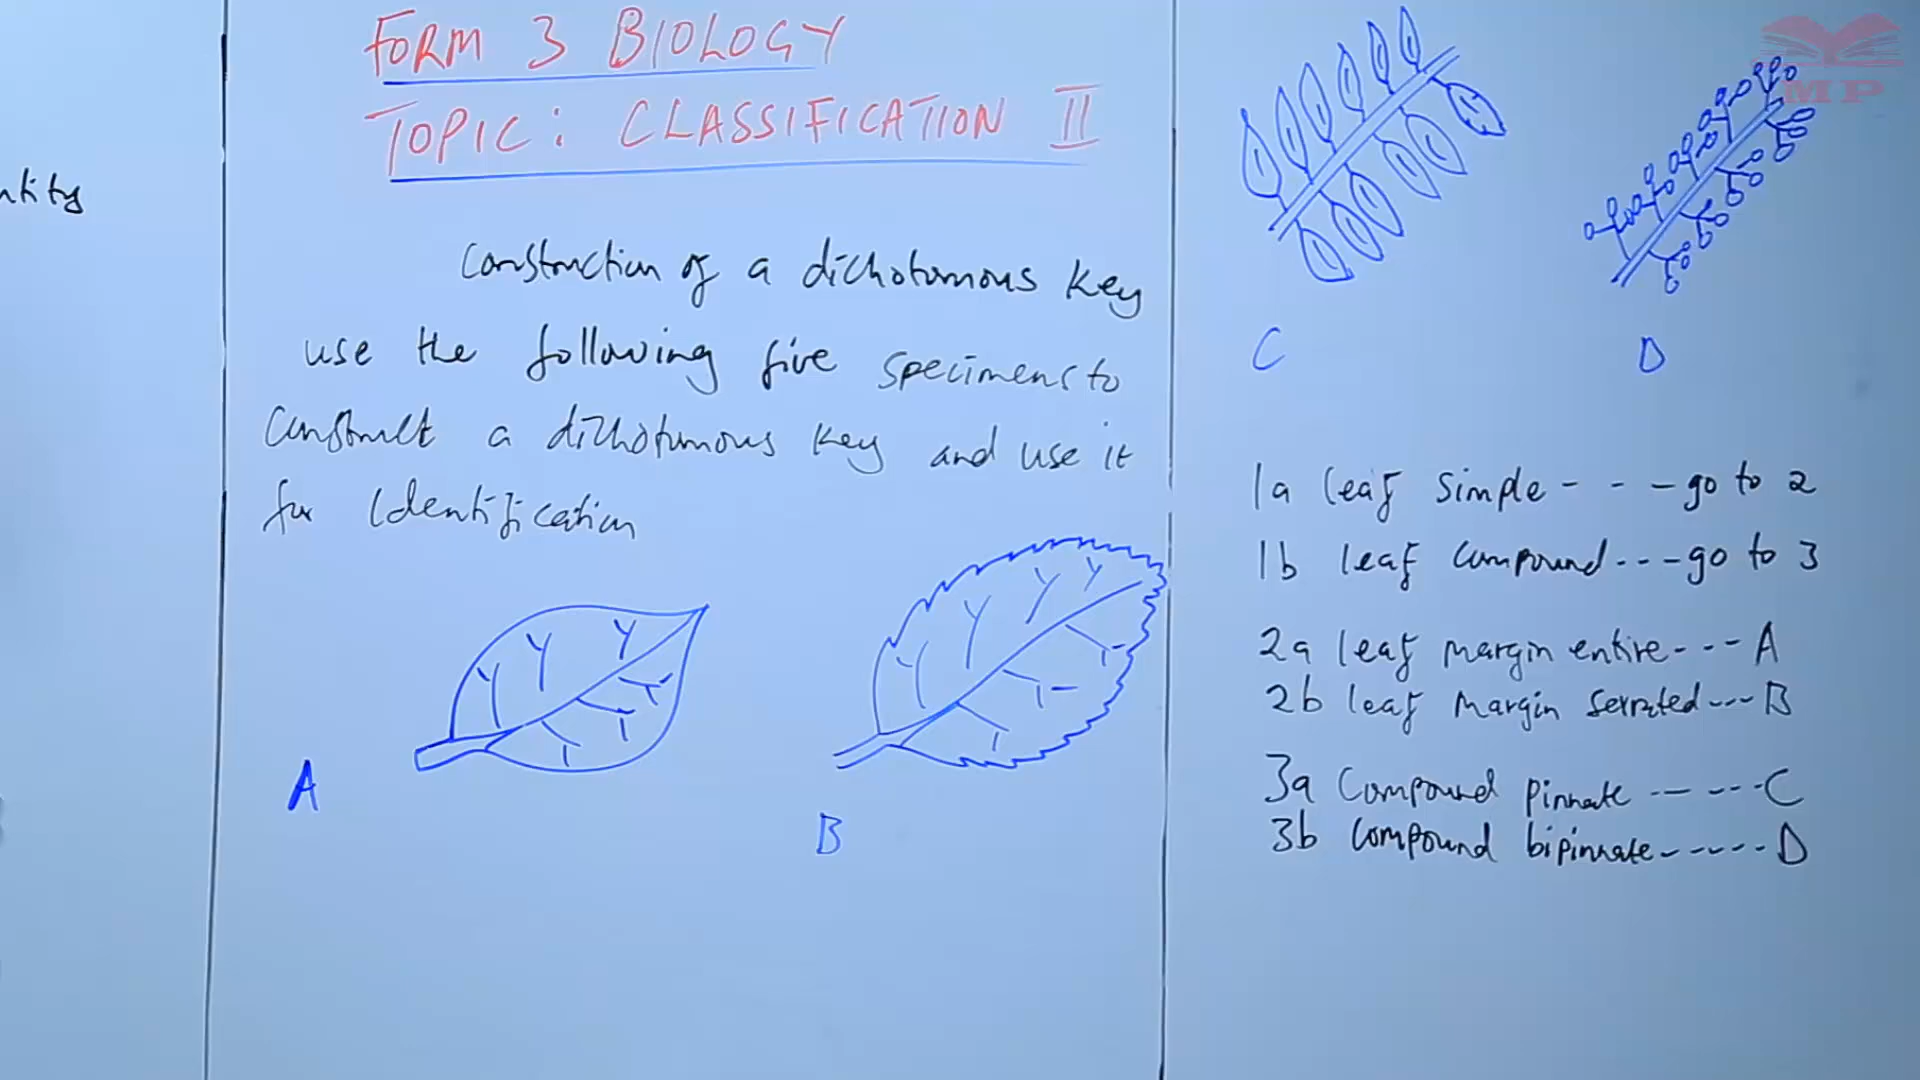 FORM 3 BIOLOGY
TOPIC: CLASSIFICATION II
Construction of a dichotomous key
use the following five specimens to
construct a dichotomous key and use it
for identification
A
B
C
D
1a leaf simple - - - go to 2
1b leaf compound - - - go to 3
2a leaf margin entire - - - A
2b leaf margin serrated --- B
3a Compound pinnate -- --- C
3b Compound bipinnate ------ D
MP